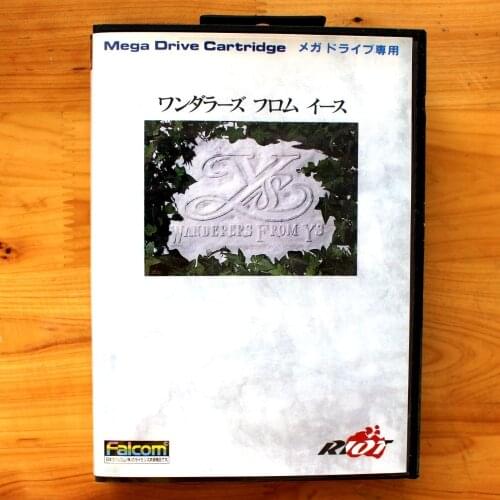 Mega Drive Cartridge メガドライブ専用
ワンダラーズ フロム イース
Ys
WANDERERS FROM YS
Falcom
RIOT